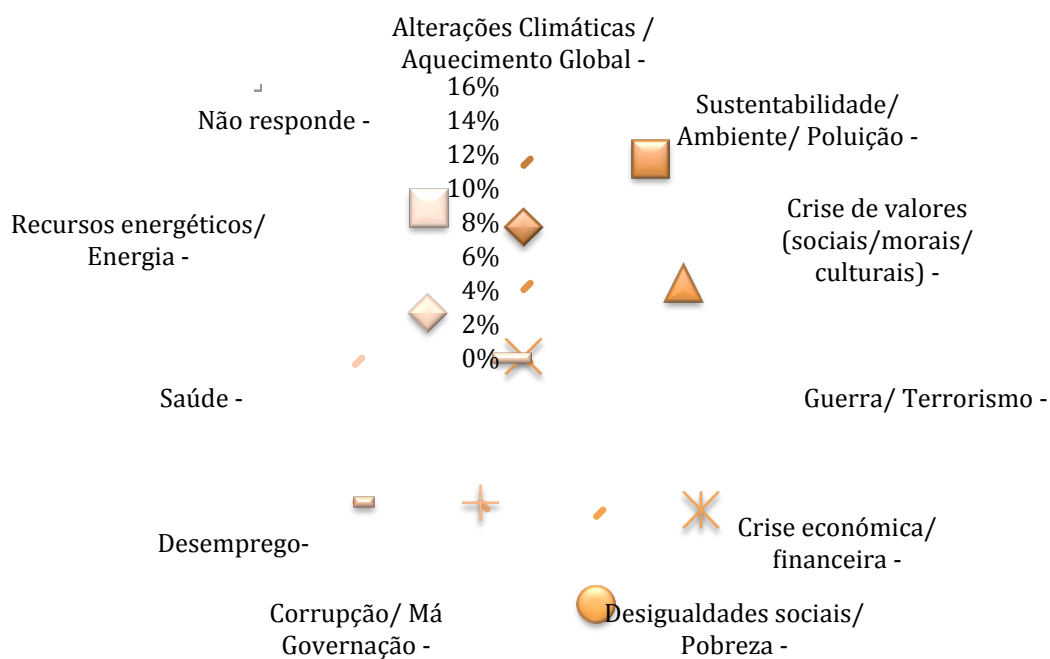 Alterações Climáticas /
Aquecimento Global -
16%
14%
12%
10%
8%
6%
4%
2%
0%
Sustentabilidade/
Ambiente/ Poluição -
Crise de valores
(sociais/morais/
culturais) -
Guerra/ Terrorismo -
Crise económica/
financeira -
Desigualdades sociais/
Pobreza -
Corrupção/ Má
Governação -
Desemprego-
Saúde -
Recursos energéticos/
Energia -
Não responde -